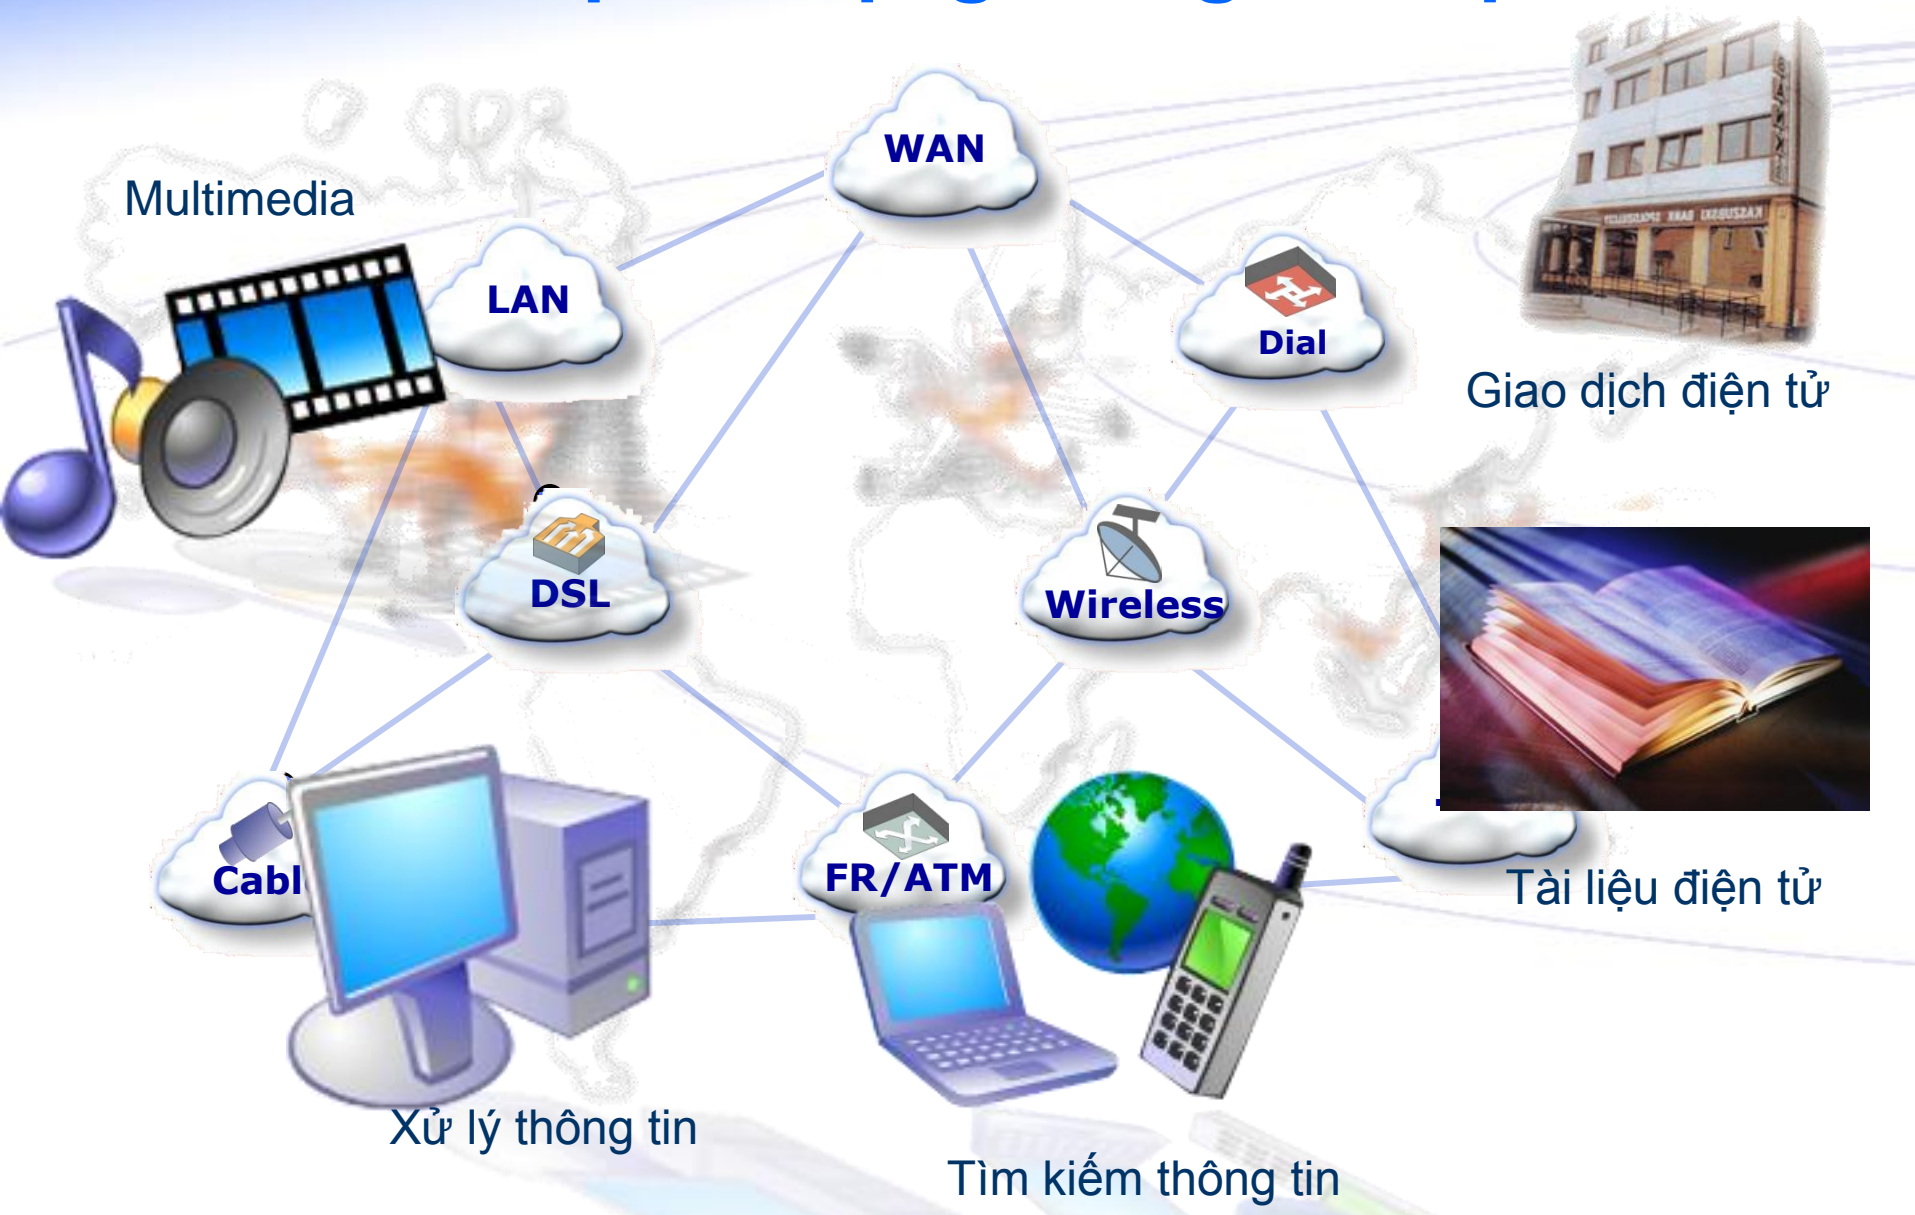 WAN
Multimedia
LAN
Dial
Giao dịch điện tử
DSL
Wireless
Cabl
FR/ATM
Tài liệu điện tử
Xử lý thông tin
Tìm kiếm thông tin